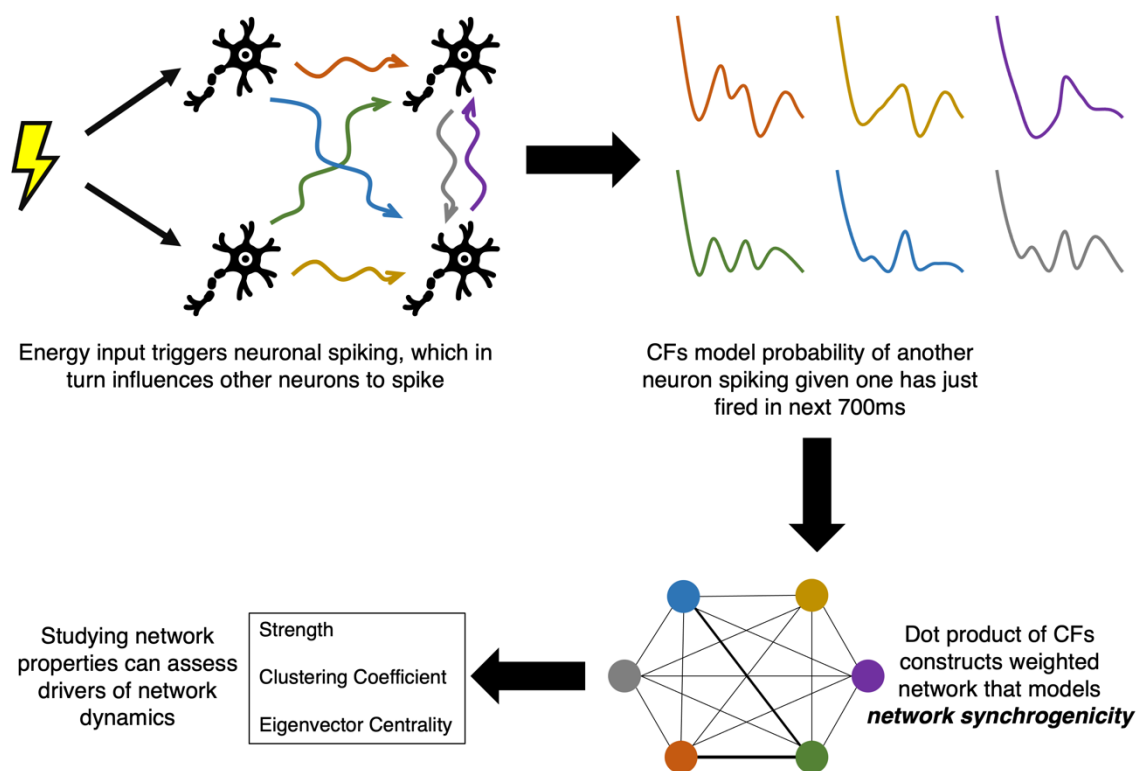 Energy input triggers neuronal spiking, which in
turn influences other neurons to spike
CFs model probability of another
neuron spiking given one has just
fired in next 700ms
Dot product of CFs
constructs weighted
network that models
network synchrogenicity
Strength
Clustering Coefficient
Eigenvector Centrality
Studying network
properties can assess
drivers of network
dynamics